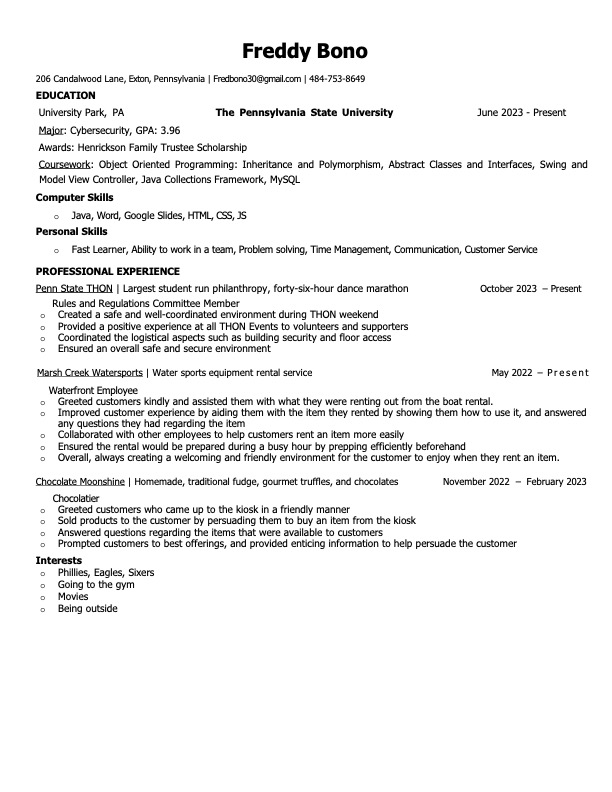 Freddy Bono
206 Candalwood Lane, Exton, Pennsylvania | Fredbono30@gmail.com | 484-753-8649
EDUCATION
University Park, PA The Pennsylvania State University June 2023 - Present
Major: Cybersecurity, GPA: 3.96
Awards: Henrickson Family Trustee Scholarship
Coursework: Object Oriented Programming: Inheritance and Polymorphism, Abstract Classes and Interfaces, Swing and
Model View Controller, Java Collections Framework, MySQL
Computer Skills
o Java, Word, Google Slides, HTML, CSS, JS
Personal Skills
o Fast Learner, Ability to work in a team, Problem solving, Time Management, Communication, Customer Service
PROFESSIONAL EXPERIENCE
Penn State THON | Largest student run philanthropy, forty-six-hour dance marathon October 2023 – Present
Rules and Regulations Committee Member
o Created a safe and well-coordinated environment during THON weekend
o Provided a positive experience at all THON Events to volunteers and supporters
o Coordinated the logistical aspects such as building security and floor access
o Ensured an overall safe and secure environment
Marsh Creek Watersports | Water sports equipment rental service May 2022 – Present
Waterfront Employee
o Greeted customers kindly and assisted them with what they were renting out from the boat rental.
o Improved customer experience by aiding them with the item they rented by showing them how to use it, and answered
any questions they had regarding the item
o Collaborated with other employees to help customers rent an item more easily
o Ensured the rental would be prepared during a busy hour by prepping efficiently beforehand
o Overall, always creating a welcoming and friendly environment for the customer to enjoy when they rent an item.
Chocolate Moonshine | Homemade, traditional fudge, gourmet truffles, and chocolates November 2022 – February 2023
Chocolatier
o Greeted customers who came up to the kiosk in a friendly manner
o Sold products to the customer by persuading them to buy an item from the kiosk
o Answered questions regarding the items that were available to customers
o Prompted customers to best offerings, and provided enticing information to help persuade the customer
Interests
o Phillies, Eagles, Sixers
o Going to the gym
o Movies
o Being outside